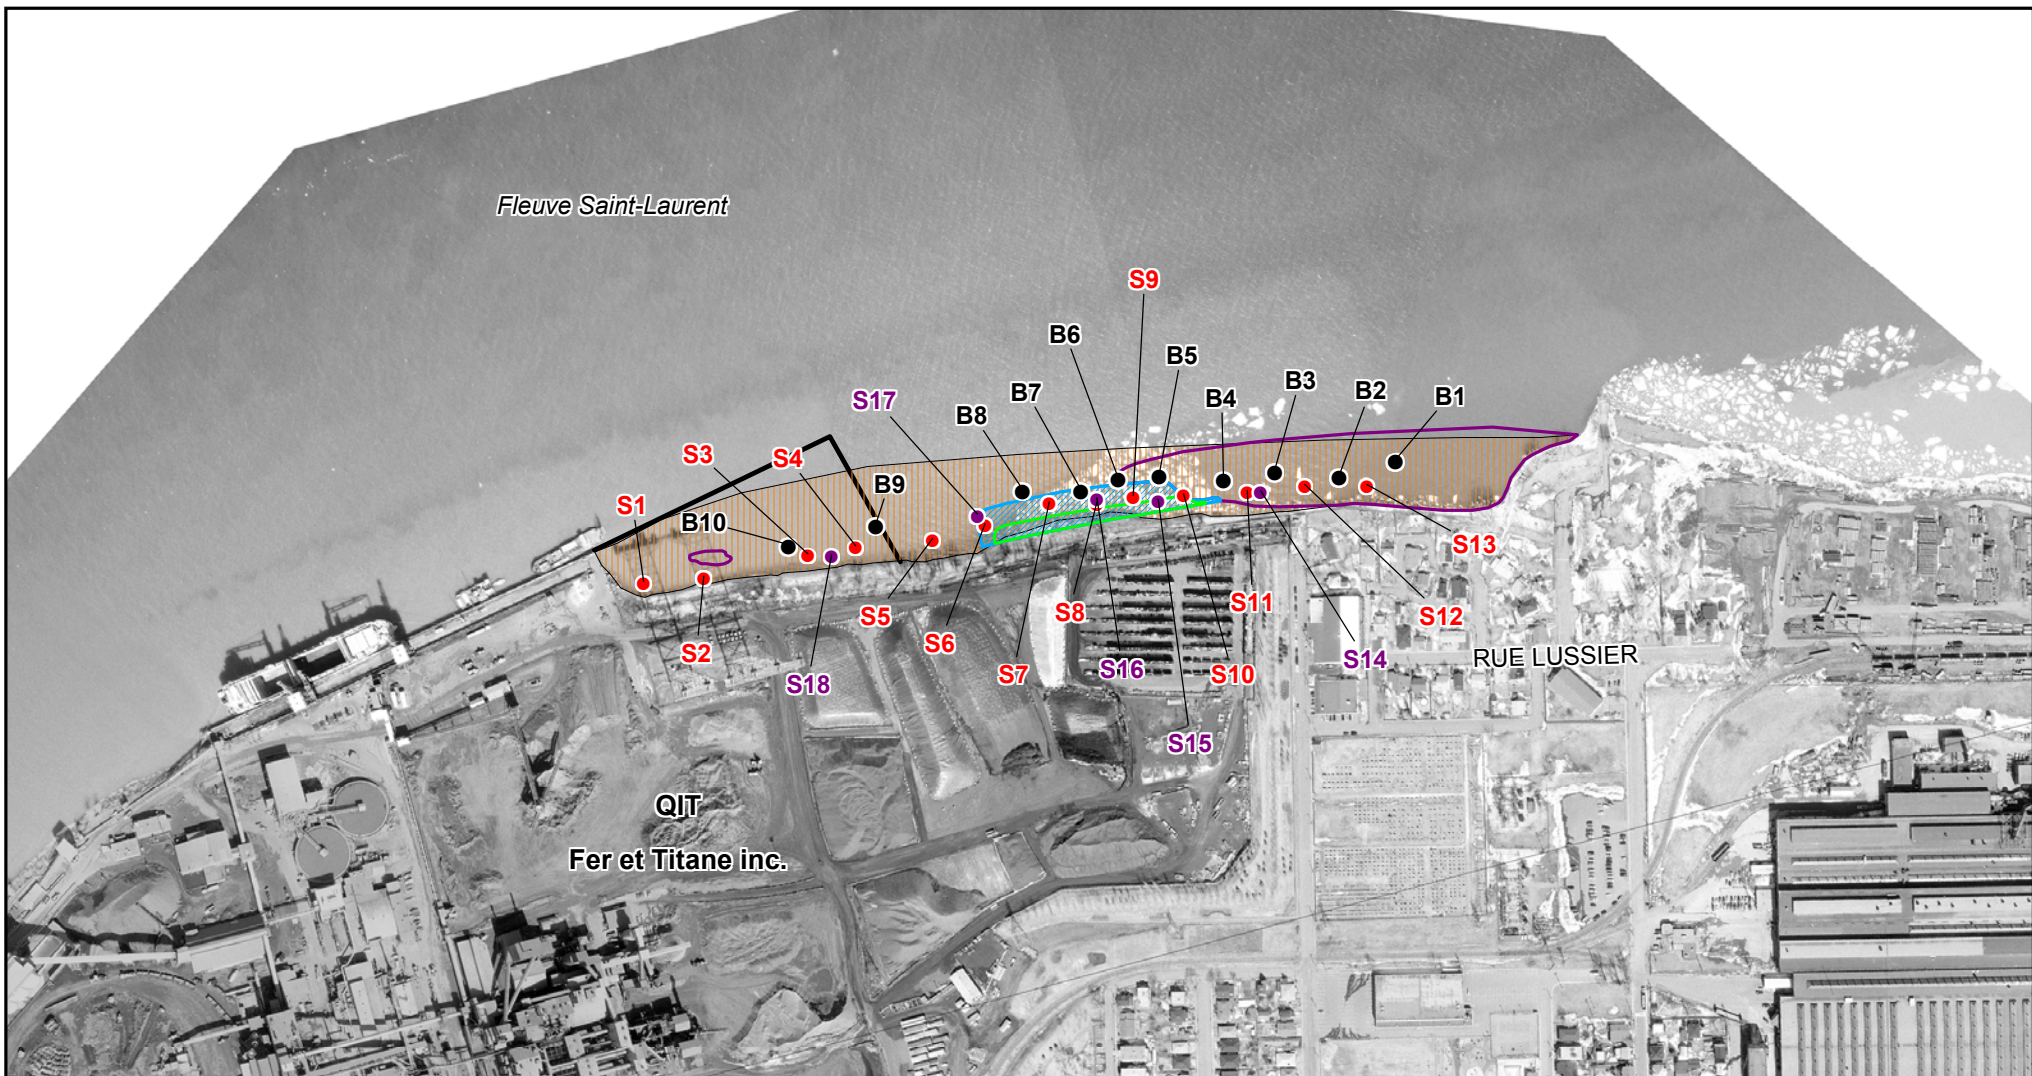 Fleuve Saint-Laurent
S9
B6
B5
B3
B2
B1
B7
B4
S17
B8
S3
S4
B9
S1
B10
S13
S11
S8
S5
S12
S6
S2
RUE LUSSIER
S14
S16
S7
S10
S18
S15
QIT
Fer et Titane inc.